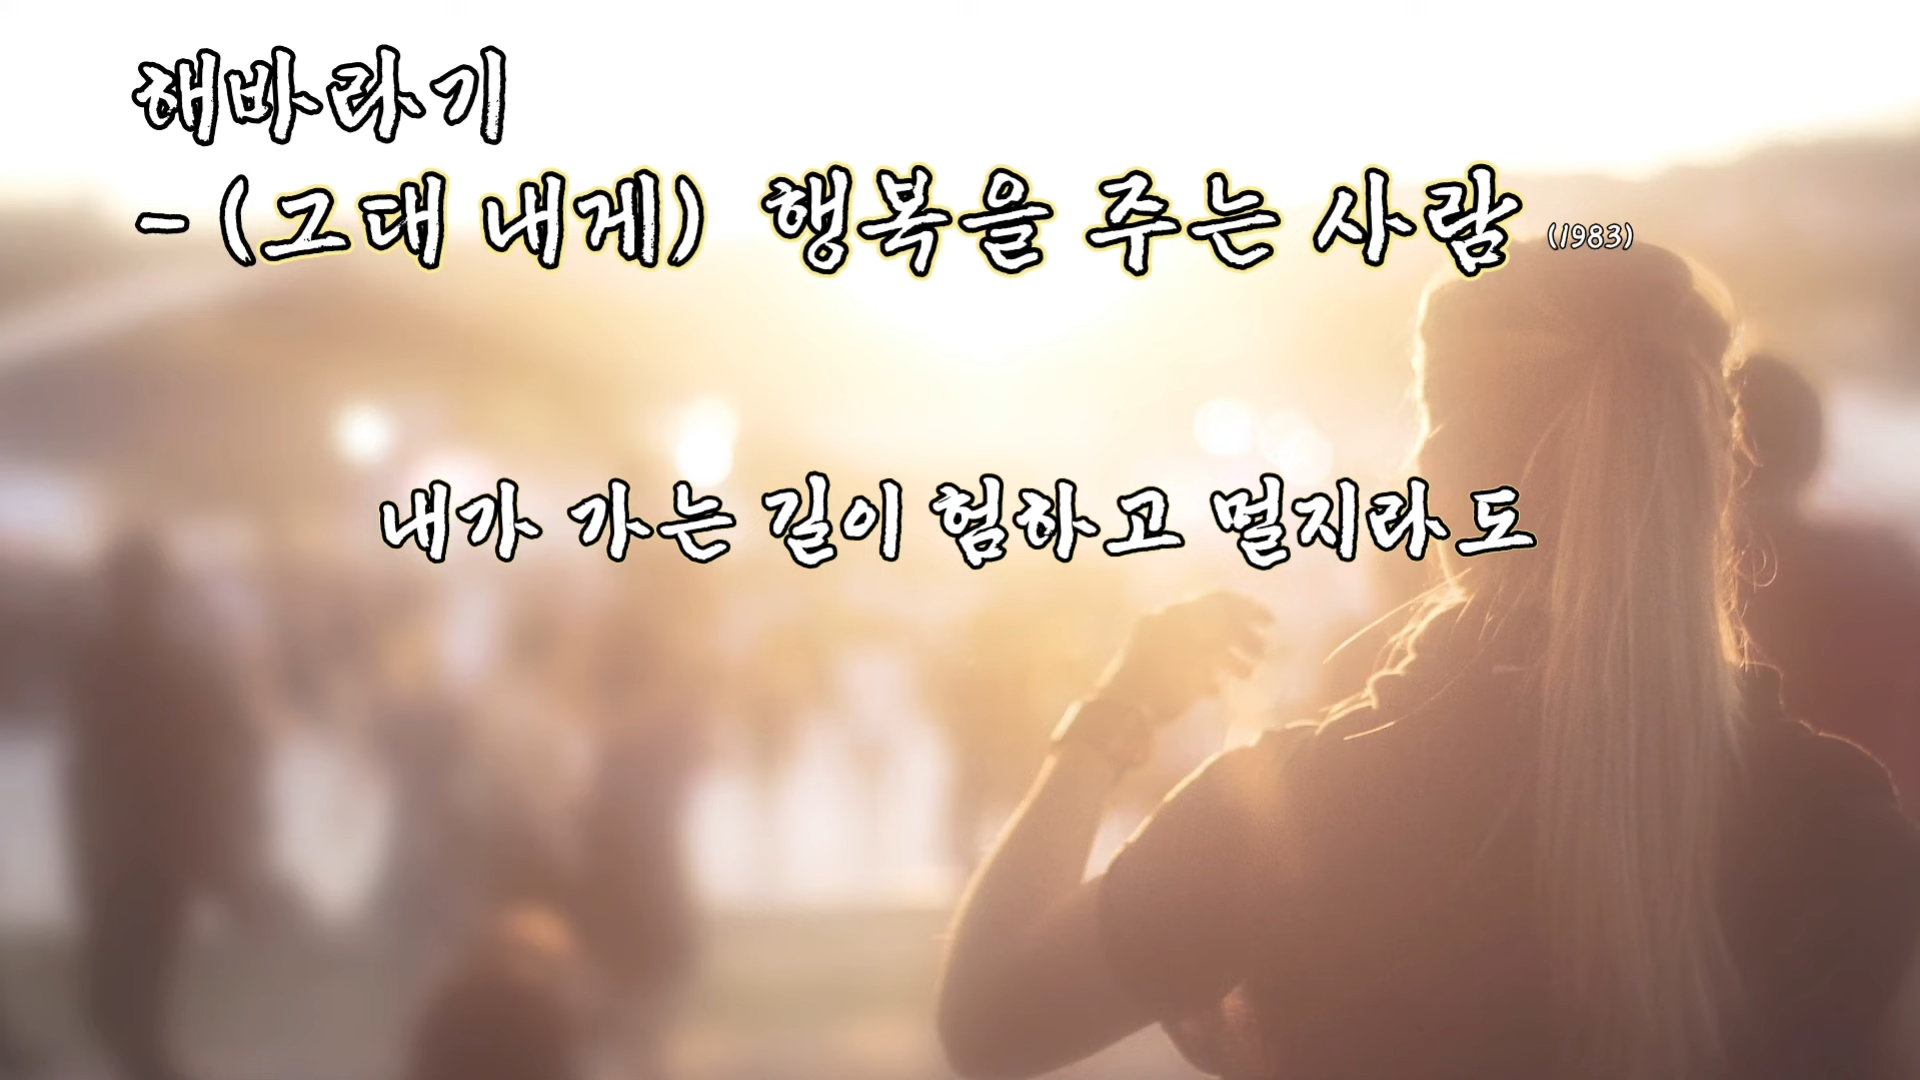 해바라기
- (그대 내게) 행복을 주는 사람 (1983)
내가 가는 길이 험하고 멀지라도